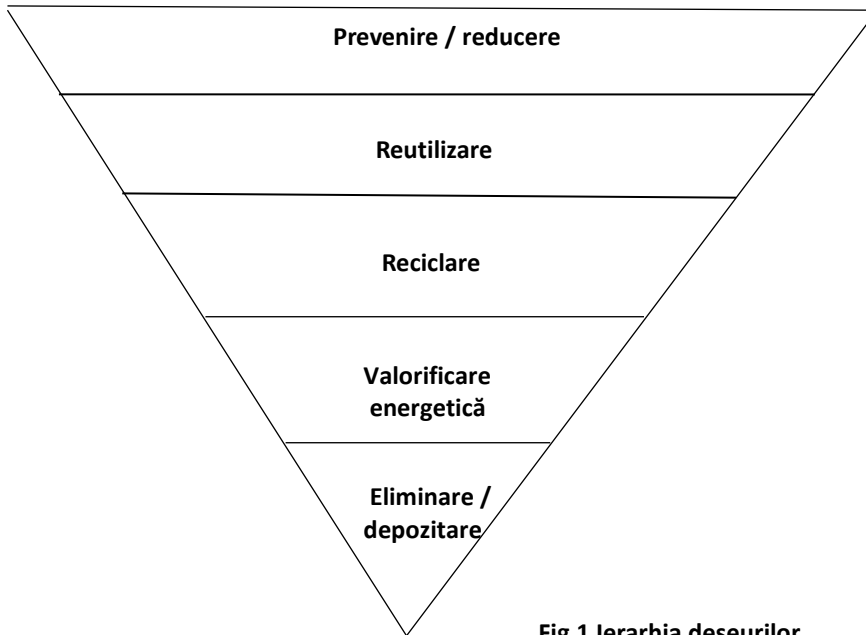 Prevenire / reducere
Reutilizare
Reciclare
Valorificare
energetică
Eliminare /
depozitare
Fig.1 Ierarhia deseurilor